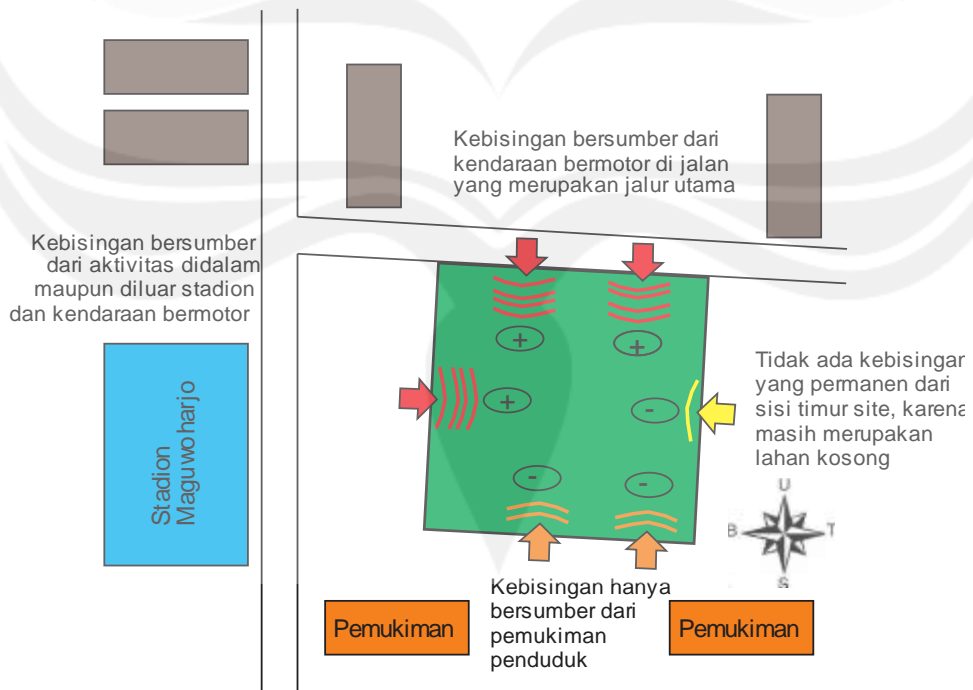 Kebisingan bersumber dari
kendaraan bermotor di jalan
yang merupakan jalur utama
Kebisingan bersumber
dari aktivitas didalam
maupun diluar stadion
dan kendaraan bermotor
+
+
+
-
-
-
Tidak ada kebisingan
yang permanen dari
sisi timur site, karena
masih merupakan
lahan kosong
Stadion
Maguwoharjo
U
B
T
S
Kebisingan hanya
bersumber dari
pemukiman
penduduk
Pemukiman
Pemukiman